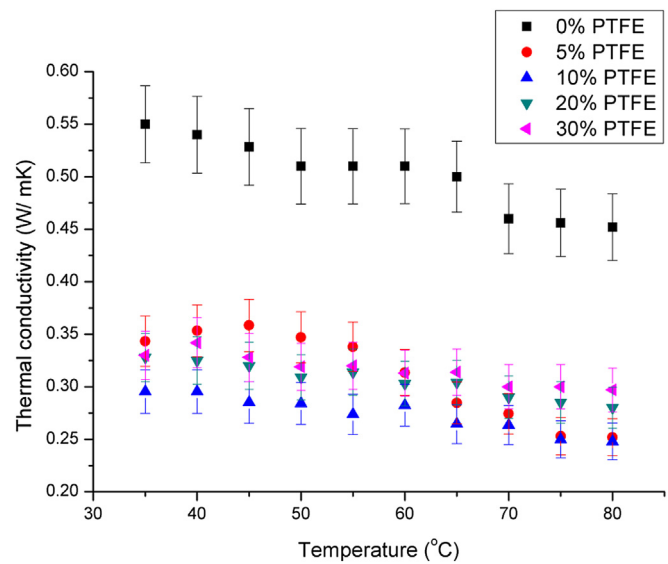 0% PTFE
5% PTFE
10% PTFE
20% PTFE
30% PTFE
0.60
0.55
0.50
0.45
0.40
0.35
0.30
0.25
0.20
Thermal conductivity (W/ mK)
30 40 50 60 70 80
Temperature (°C)